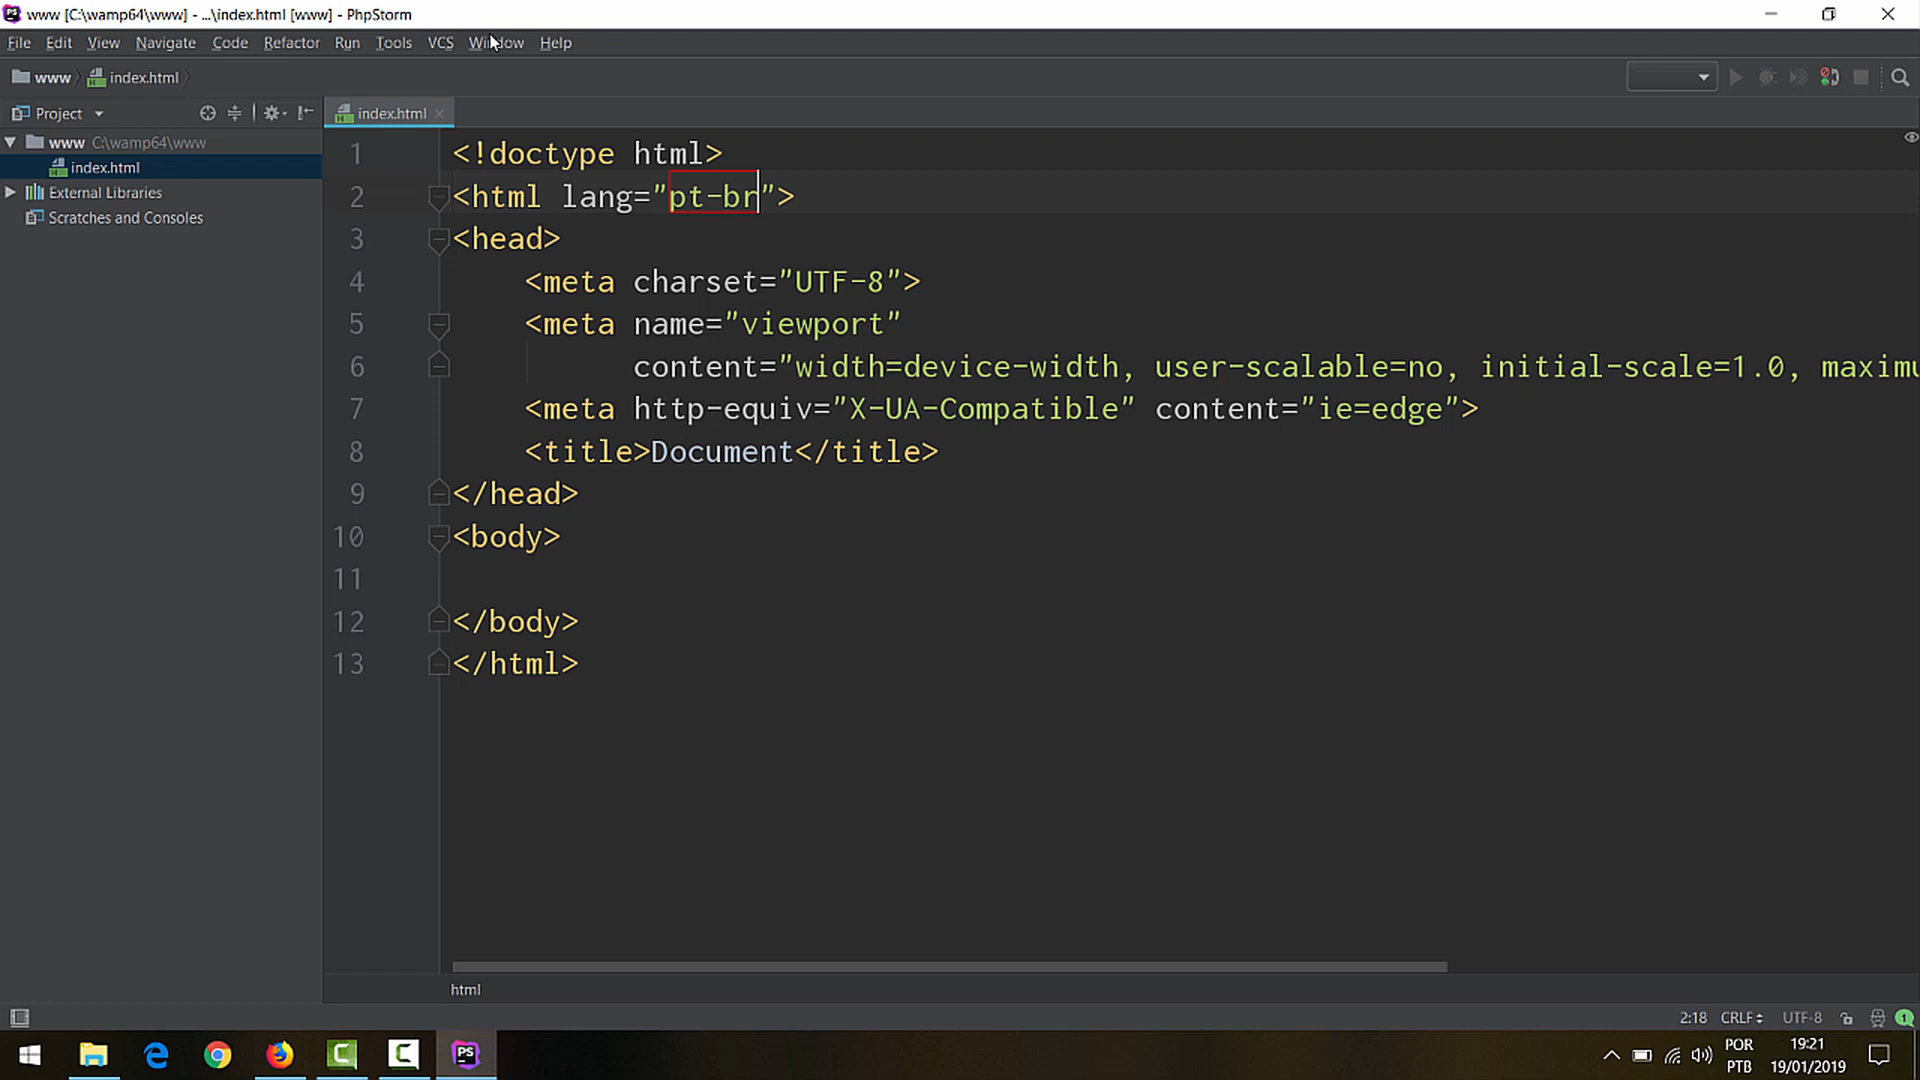 www [C:\wamp64\www] - ...\index.html [www] - PhpStorm
File Edit View Navigate Code Refactor Run Tools VCS Window Help
www index.html
Project
index.html
www C:\wamp64\www
index.html
External Libraries
Scratches and Consoles
1 <!doctype html>
2 <html lang="pt-br">
3 <head>
4 <meta charset="UTF-8">
5 <meta name="viewport"
6 content="width=device-width, user-scalable=no, initial-scale=1.0, maximu
7 <meta http-equiv="X-UA-Compatible" content="ie=edge">
8 <title>Document</title>
9 </head>
10 <body>
11
12 </body>
13 </html>
html
2:18 CRLF UTF-8 1
PS
POR
PTB
19:21
19/01/2019